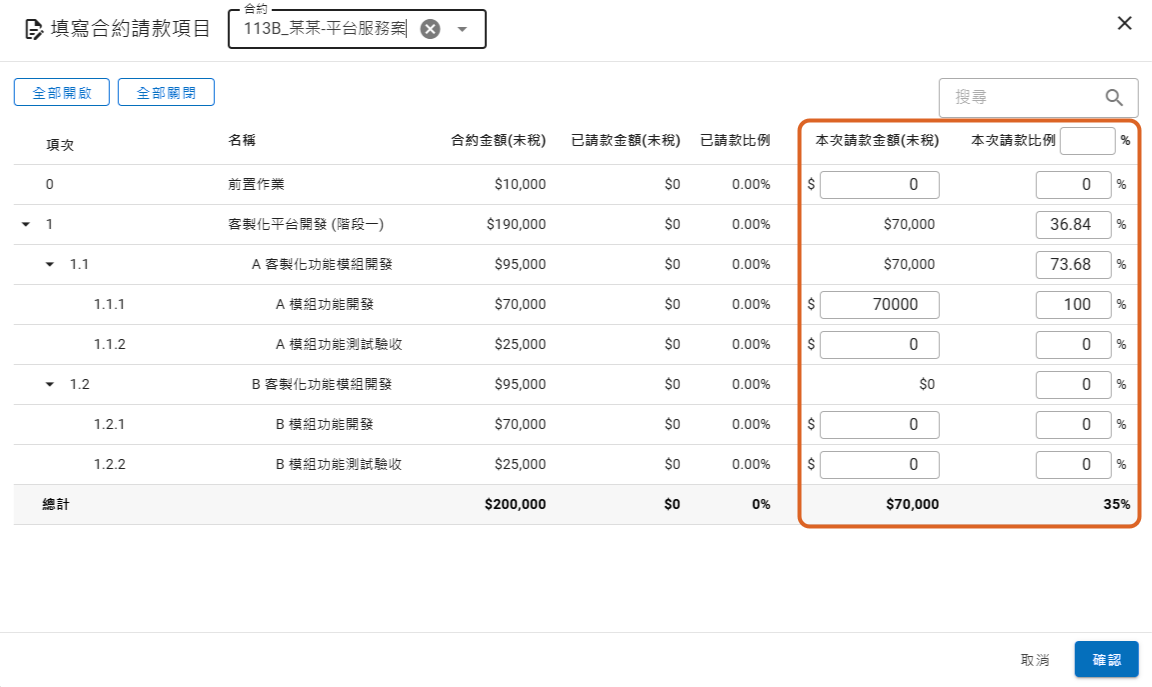 合約
填寫合約請款項目 113B_某某-平台服務案
全部開啟 全部關閉 搜尋
項次 名稱 合約金額(未稅) 已請款金額(未稅) 已請款比例 本次請款金額(未稅) 本次請款比例 %
0 前置作業 $10,000 $0 0.00% $ 0 0 %
1 客製化平台開發 (階段一) $190,000 $0 0.00% $70,000 36.84 %
1.1 A 客製化功能模組開發 $95,000 $0 0.00% $70,000 73.68 %
1.1.1 A 模組功能開發 $70,000 $0 0.00% $ 70000 100 %
1.1.2 A 模組功能測試驗收 $25,000 $0 0.00% $ 0 0 %
1.2 B 客製化功能模組開發 $95,000 $0 0.00% $0 0 %
1.2.1 B 模組功能開發 $70,000 $0 0.00% $ 0 0 %
1.2.2 B 模組功能測試驗收 $25,000 $0 0.00% $ 0 0 %
總計 $200,000 $0 0% $70,000 35%
取消 確認